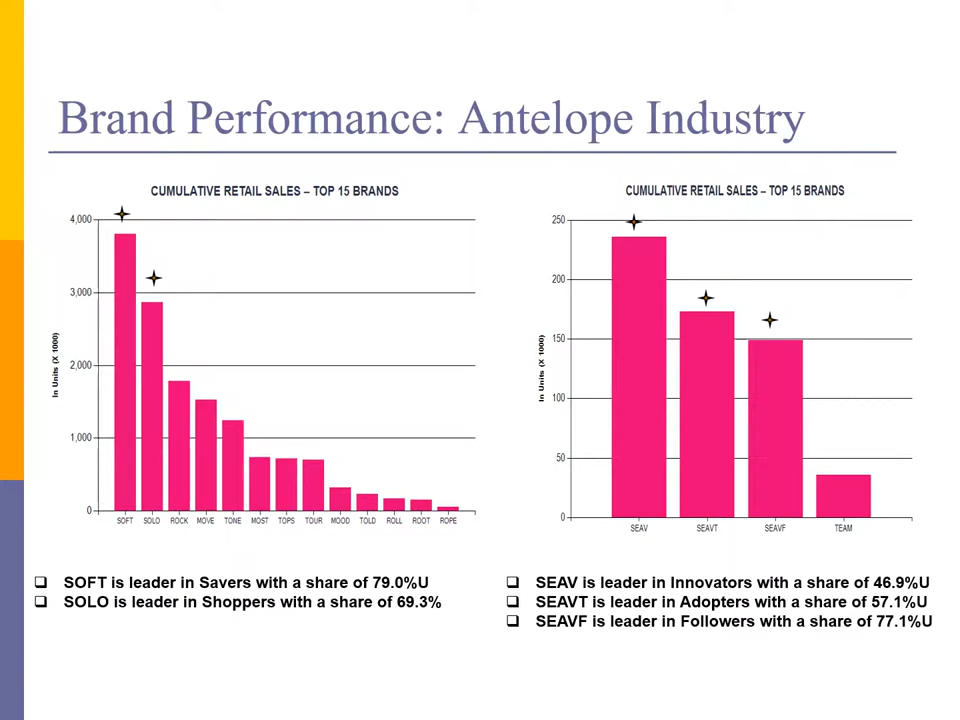 Brand Performance: Antelope Industry
CUMULATIVE RETAIL SALES – TOP 15 BRANDS
4,000
3,000
2,000
1,000
0
In Units (X 1000)
SOFT SOLO ROCK MOVE TONE MOST TOPS TOUR MOOD TOLD ROLL ROOT ROPE
CUMULATIVE RETAIL SALES – TOP 15 BRANDS
250
200
150
100
50
0
In Units (X 1000)
SEAV SEAVT SEAVF TEAM
SOFT is leader in Savers with a share of 79.0%U
SOLO is leader in Shoppers with a share of 69.3%
SEAV is leader in Innovators with a share of 46.9%U
SEAVT is leader in Adopters with a share of 57.1%U
SEAVF is leader in Followers with a share of 77.1%U